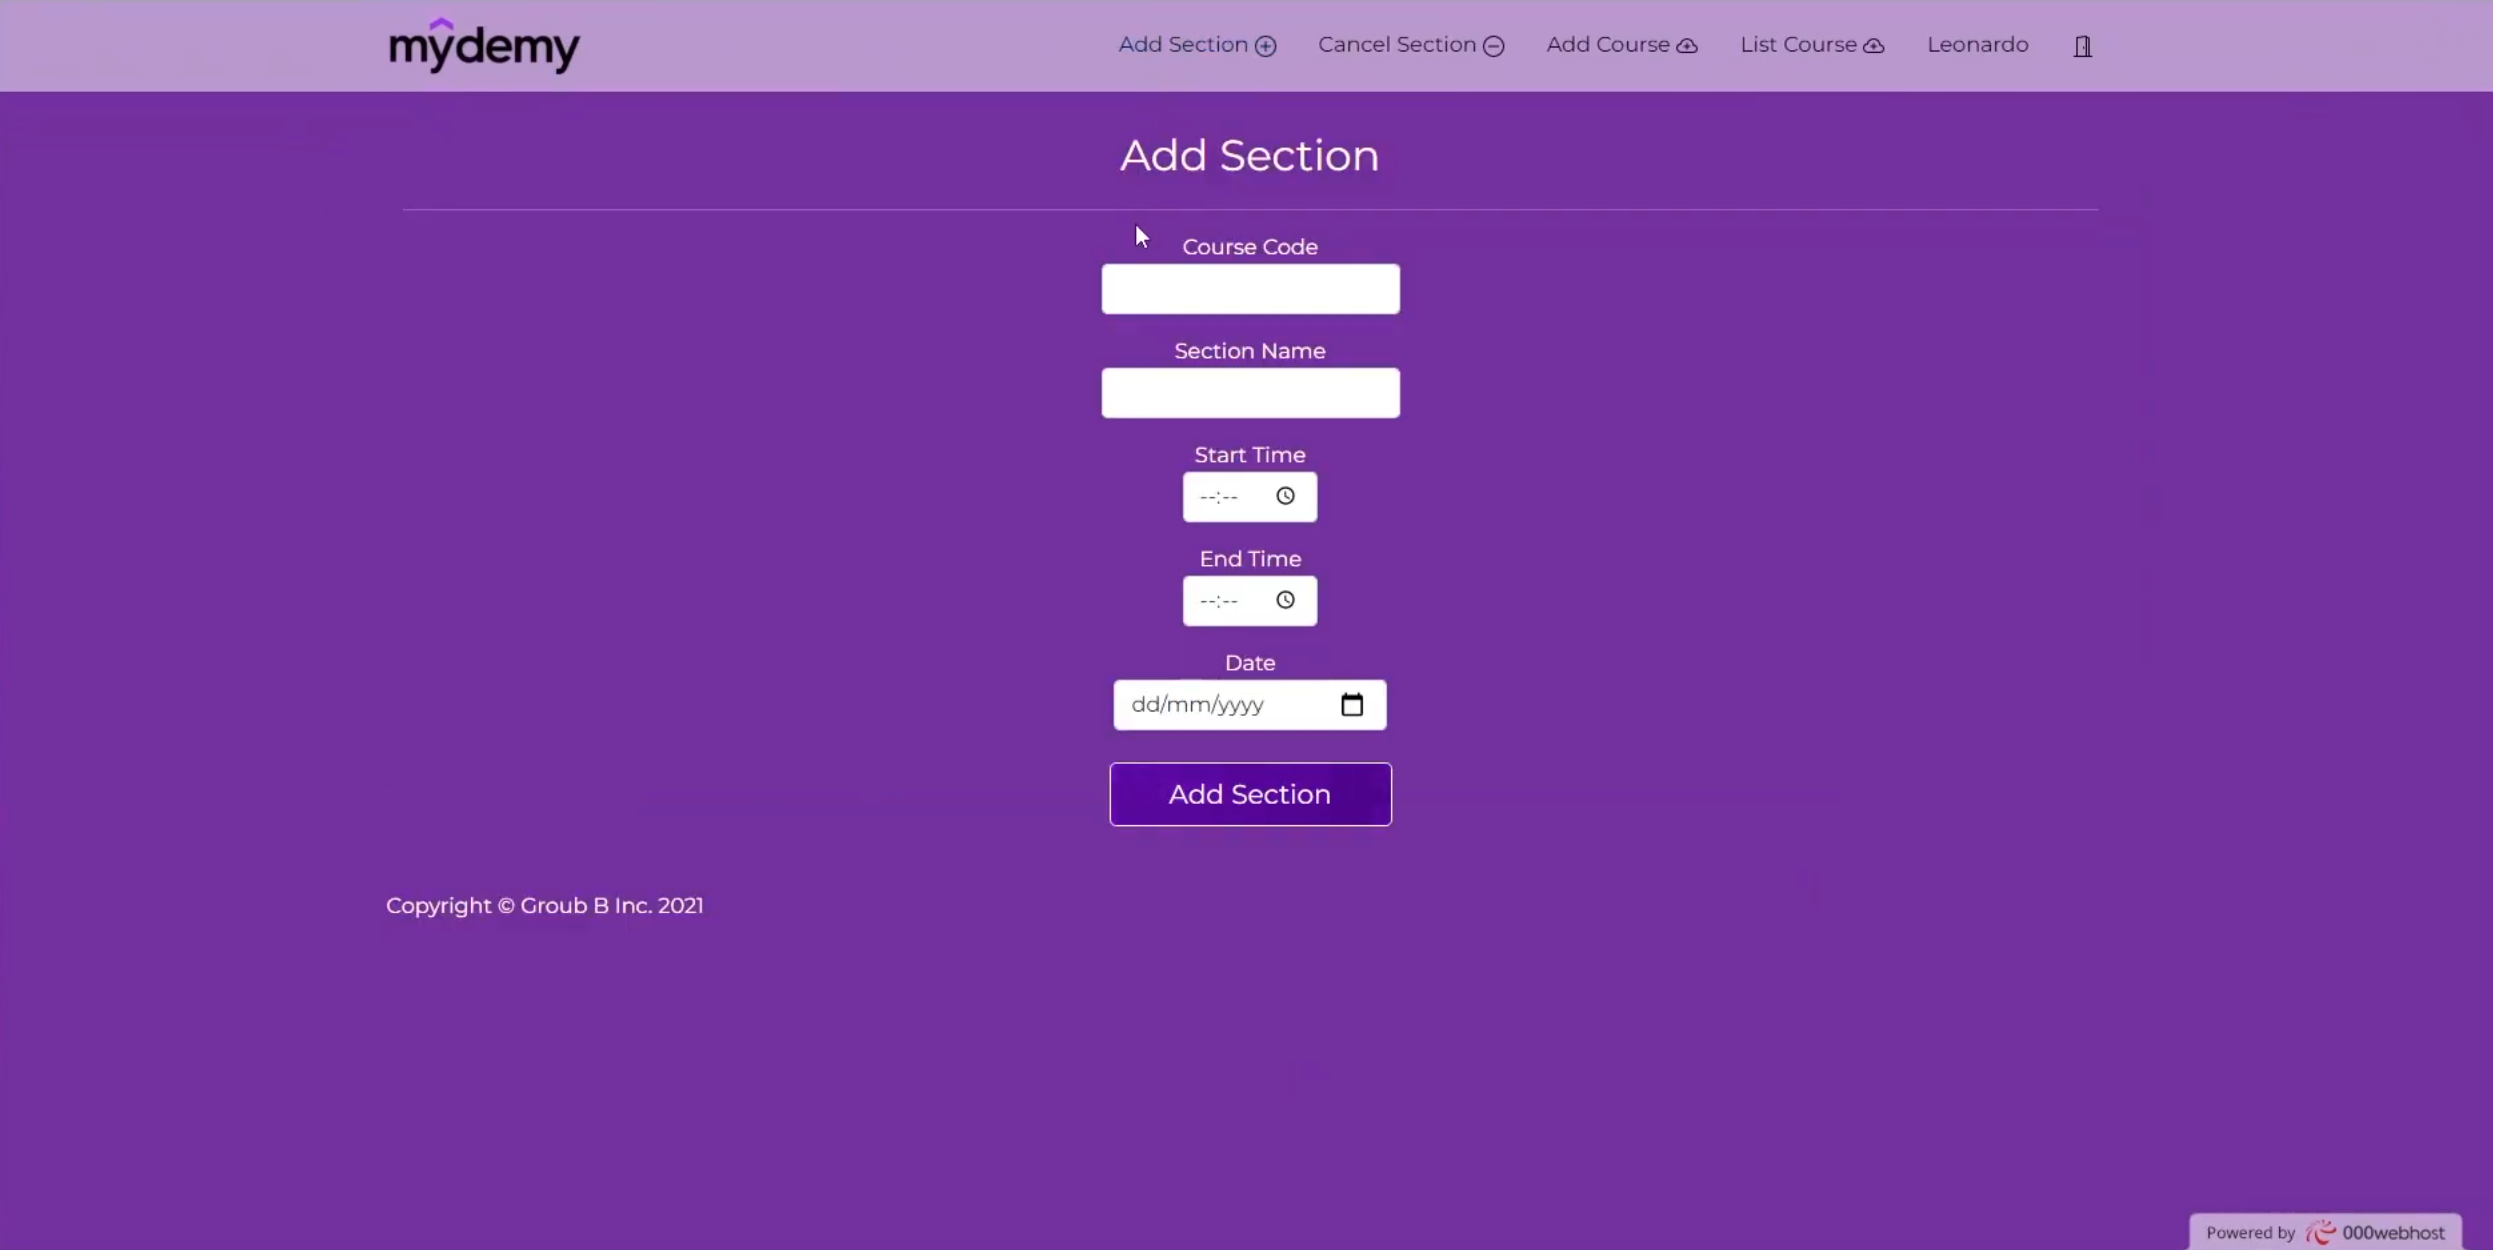 mydemy
Add Section
Cancel Section
Add Course
List Course
Leonardo
Add Section
Course Code
Section Name
Start Time
--:--
End Time
--:--
Date
dd/mm/yyyy
Add Section
Copyright © Groub B Inc. 2021
Powered by 000webhost